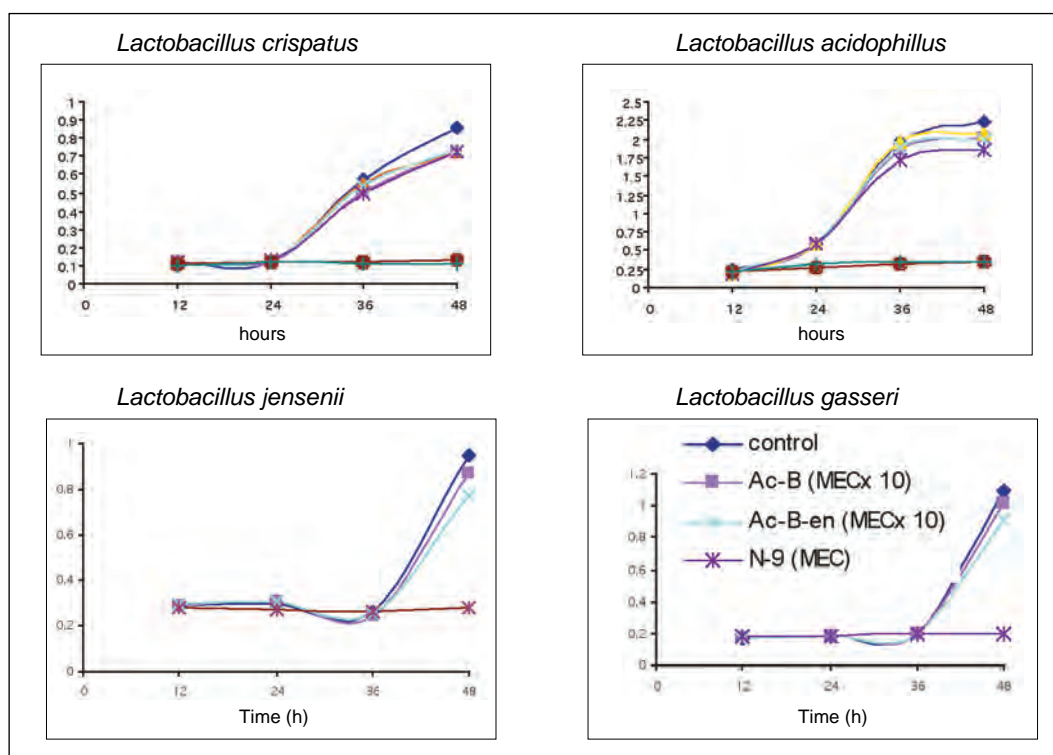 Lactobacillus crispatus
1
0.9
0.8
0.7
0.6
0.5
0.4
0.3
0.2
0.1
0
0 12 24 36 48
hours
Lactobacillus acidophillus
2.5
2.25
2
1.75
1.5
1.25
1
0.75
0.5
0.25
0
0 12 24 36 48
hours
Lactobacillus jensenii
1
0.8
0.6
0.4
0.2
0
0 12 24 36 48
Time (h)
Lactobacillus gasseri
control
Ac-B (MECx 10)
Ac-B-en (MECx 10)
N-9 (MEC)
1.2
1
0.8
0.6
0.4
0.2
0
0 12 24 36 48
Time (h)